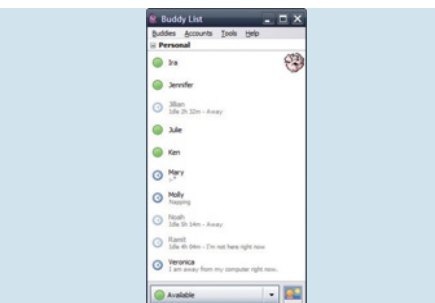 Buddy List
Buddies Accounts Tools Help
Personal
Ira
Jennifer
Jillian
Idle 2h 32m - Away
Julie
Ken
Mary
Molly
Napping
Noah
Idle 5h 14m - Away
Ramit
Idle 4h 04m - I'm not here right now
Veronica
I am away from my computer right now.
Available